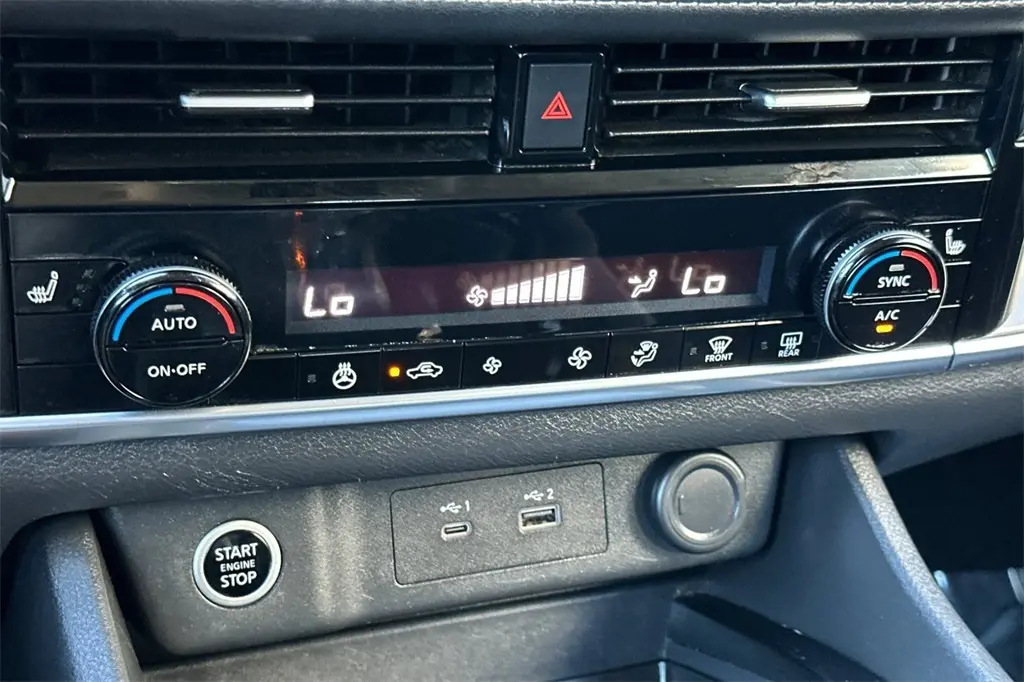 Lo
Lo
AUTO
ON•OFF
SYNC
A/C
FRONT
REAR
1
2
START
ENGINE
STOP